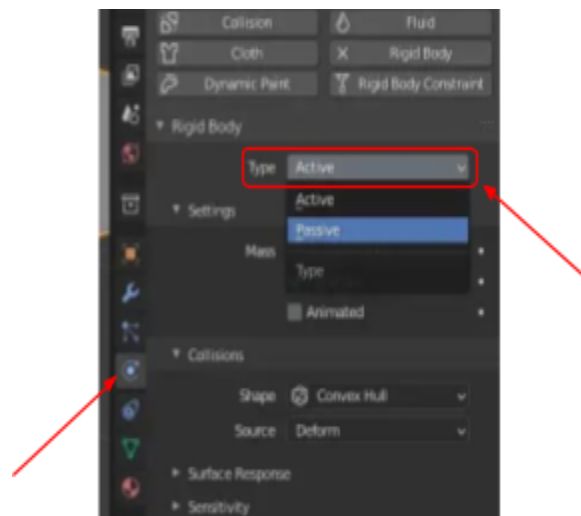 Collision Fluid
Cloth Rigid Body
Dynamic Paint Rigid Body Constraint
Rigid Body
Type Active
Active
Settings
Passive
Mass
Type
Animated
Collisions
Shape Convex Hull
Source Deform
Surface Response
Sensitivity